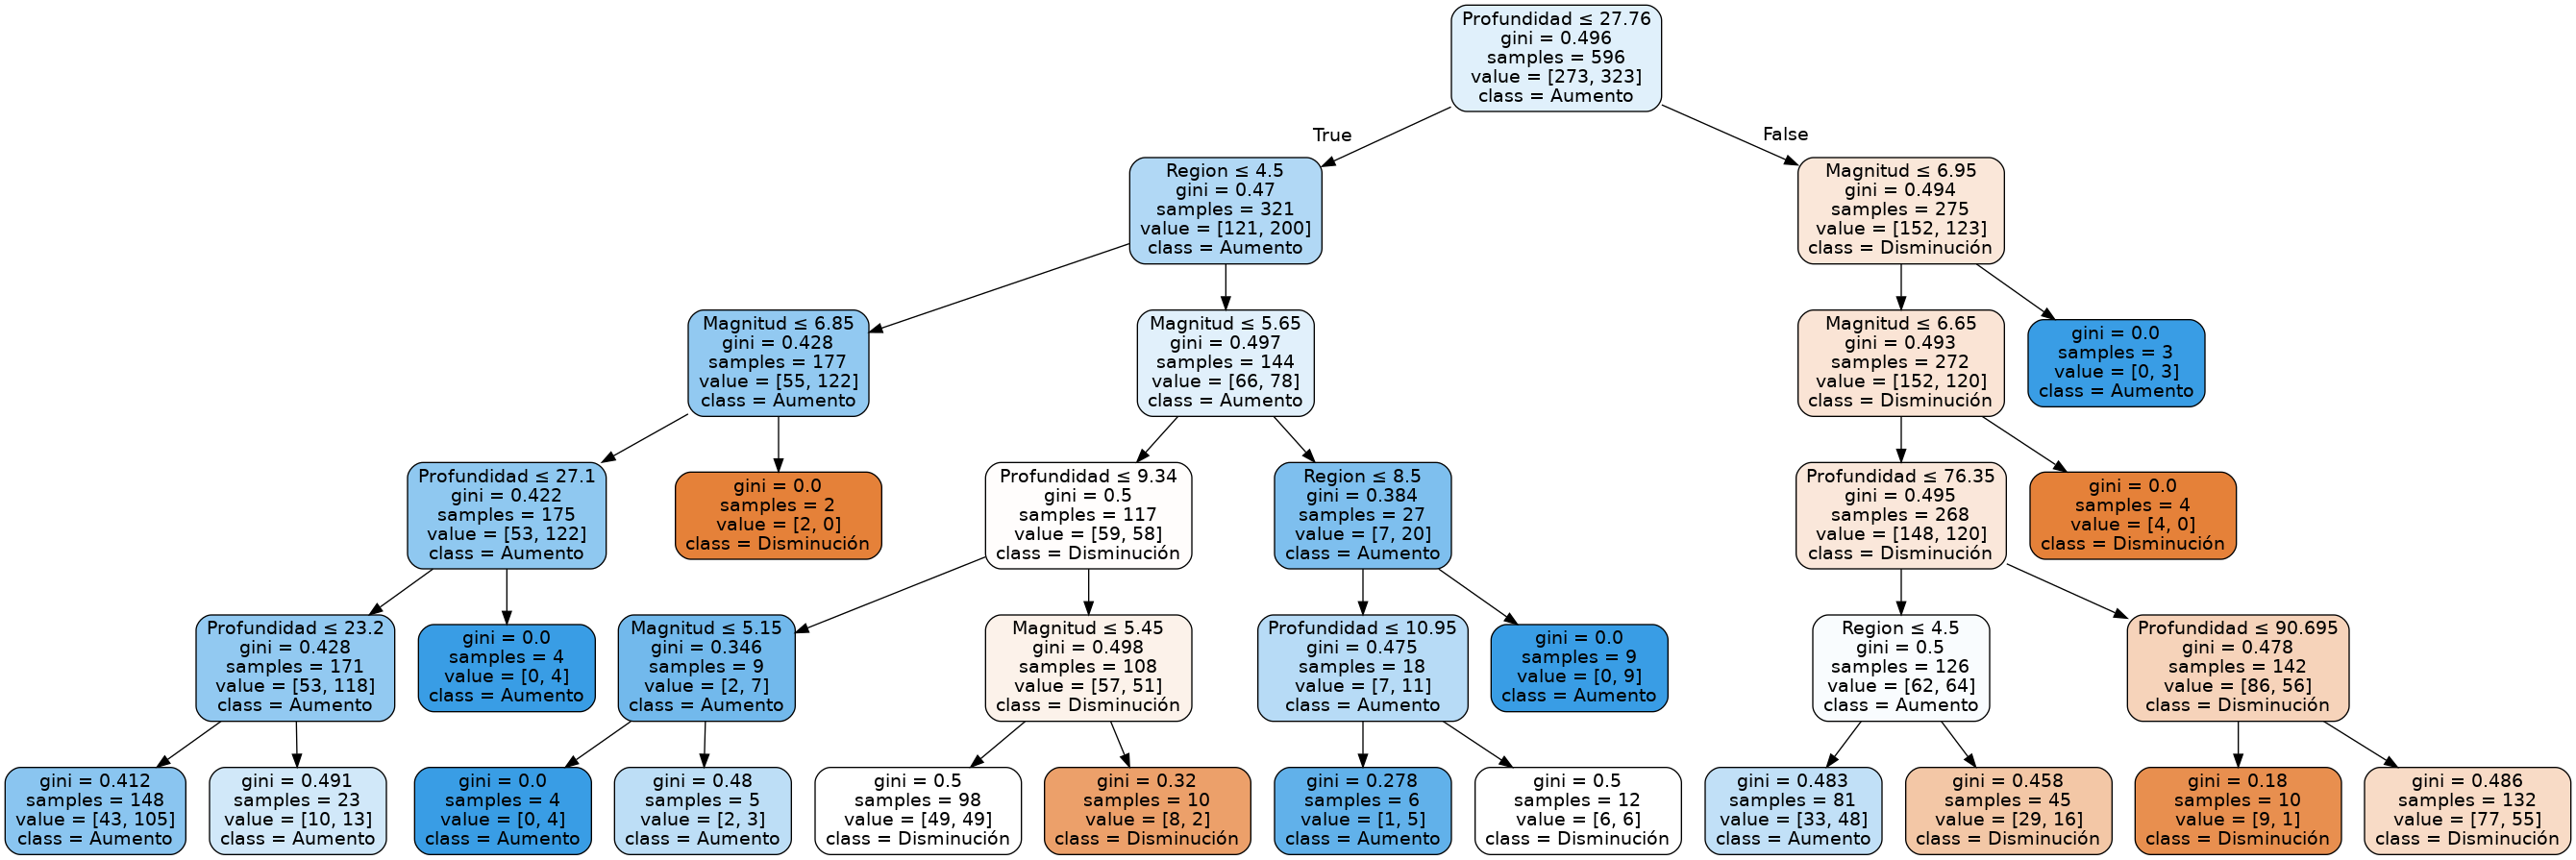 Profundidad ≤ 27.76
gini = 0.496
samples = 596
value = [273, 323]
class = Aumento
True
False
Region ≤ 4.5
gini = 0.47
samples = 321
value = [121, 200]
class = Aumento
Magnitud ≤ 6.95
gini = 0.494
samples = 275
value = [152, 123]
class = Disminución
Magnitud ≤ 6.85
gini = 0.428
samples = 177
value = [55, 122]
class = Aumento
Magnitud ≤ 5.65
gini = 0.497
samples = 144
value = [66, 78]
class = Aumento
Magnitud ≤ 6.65
gini = 0.493
samples = 272
value = [152, 120]
class = Disminución
gini = 0.0
samples = 3
value = [0, 3]
class = Aumento
Profundidad ≤ 27.1
gini = 0.422
samples = 175
value = [53, 122]
class = Aumento
gini = 0.0
samples = 2
value = [2, 0]
class = Disminución
Profundidad ≤ 9.34
gini = 0.5
samples = 117
value = [59, 58]
class = Disminución
Region ≤ 8.5
gini = 0.384
samples = 27
value = [7, 20]
class = Aumento
Profundidad ≤ 76.35
gini = 0.495
samples = 268
value = [148, 120]
class = Disminución
gini = 0.0
samples = 4
value = [4, 0]
class = Disminución
Profundidad ≤ 23.2
gini = 0.428
samples = 171
value = [53, 118]
class = Aumento
gini = 0.0
samples = 4
value = [0, 4]
class = Aumento
Magnitud ≤ 5.15
gini = 0.346
samples = 9
value = [2, 7]
class = Aumento
Magnitud ≤ 5.45
gini = 0.498
samples = 108
value = [57, 51]
class = Disminución
Profundidad ≤ 10.95
gini = 0.475
samples = 18
value = [7, 11]
class = Aumento
gini = 0.0
samples = 9
value = [0, 9]
class = Aumento
Region ≤ 4.5
gini = 0.5
samples = 126
value = [62, 64]
class = Aumento
Profundidad ≤ 90.695
gini = 0.478
samples = 142
value = [86, 56]
class = Disminución
gini = 0.412
samples = 148
value = [43, 105]
class = Aumento
gini = 0.491
samples = 23
value = [10, 13]
class = Aumento
gini = 0.0
samples = 4
value = [0, 4]
class = Aumento
gini = 0.48
samples = 5
value = [2, 3]
class = Aumento
gini = 0.5
samples = 98
value = [49, 49]
class = Disminución
gini = 0.32
samples = 10
value = [8, 2]
class = Disminución
gini = 0.278
samples = 6
value = [1, 5]
class = Aumento
gini = 0.5
samples = 12
value = [6, 6]
class = Disminución
gini = 0.483
samples = 81
value = [33, 48]
class = Aumento
gini = 0.458
samples = 45
value = [29, 16]
class = Disminución
gini = 0.18
samples = 10
value = [9, 1]
class = Disminución
gini = 0.486
samples = 132
value = [77, 55]
class = Disminución